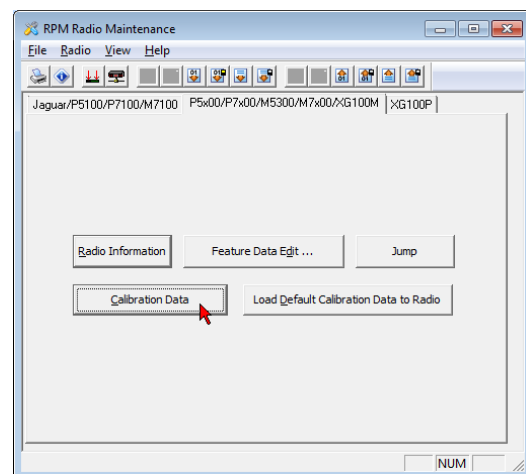 RPM Radio Maintenance
File Radio View Help
Jaguar/P5100/P7100/M7100 P5x00/P7x00/M5300/M7x00/XG100M XG100P
Radio Information Feature Data Edit ... Jump
Calibration Data Load Default Calibration Data to Radio
NUM